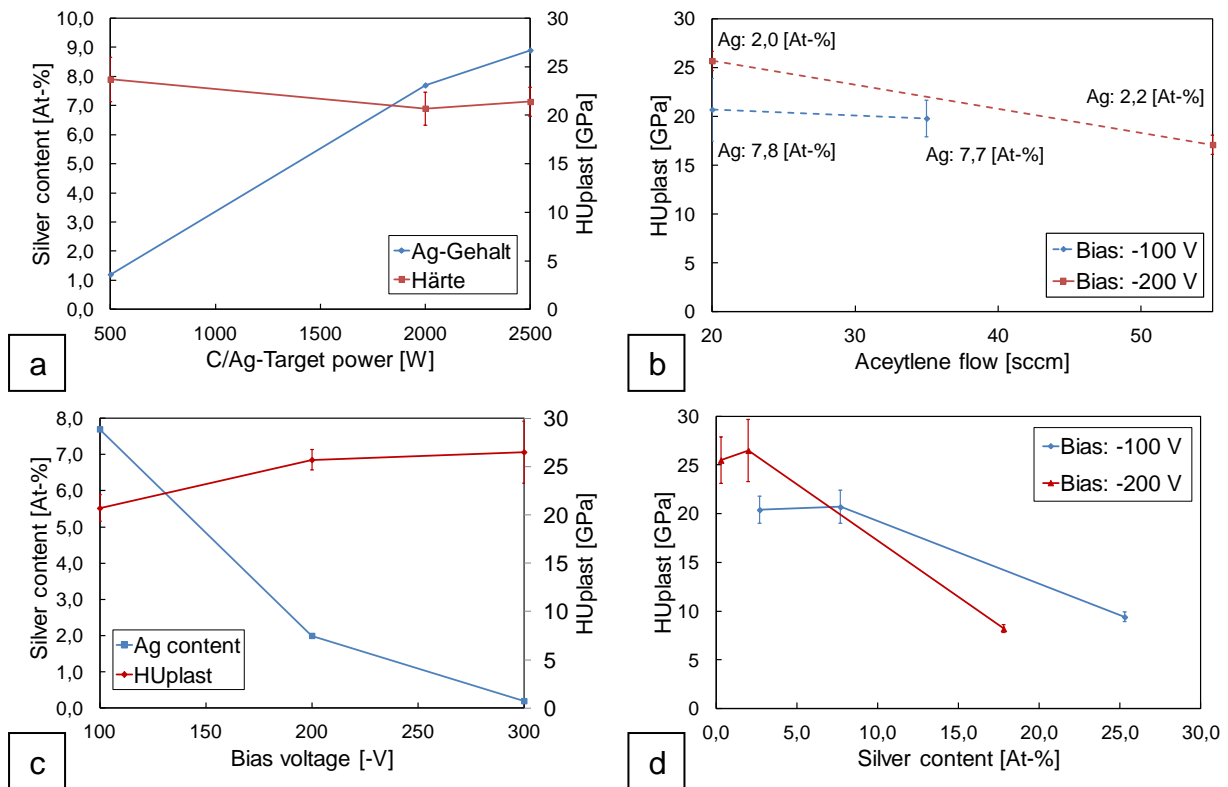 10,0
9,0
8,0
7,0
6,0
5,0
4,0
3,0
2,0
1,0
0,0
Silver content [At-%]
30
25
20
15
10
5
0
HUplast [GPa]
Ag-Gehalt
Härte
500
1000
1500
2000
2500
C/Ag-Target power [W]
a
30
25
20
15
10
5
0
HUplast [GPa]
Ag: 2,0 [At-%]
Ag: 2,2 [At-%]
Ag: 7,8 [At-%]
Ag: 7,7 [At-%]
Bias: -100 V
Bias: -200 V
20
30
40
50
Aceytlene flow [sccm]
b
8,0
7,0
6,0
5,0
4,0
3,0
2,0
1,0
0,0
Silver content [At-%]
30
25
20
15
10
5
0
HUplast [GPa]
Ag content
HUplast
100
150
200
250
300
Bias voltage [-V]
c
30
25
20
15
10
5
0
HUplast [GPa]
Bias: -100 V
Bias: -200 V
0,0
5,0
10,0
15,0
20,0
25,0
30,0
Silver content [At-%]
d